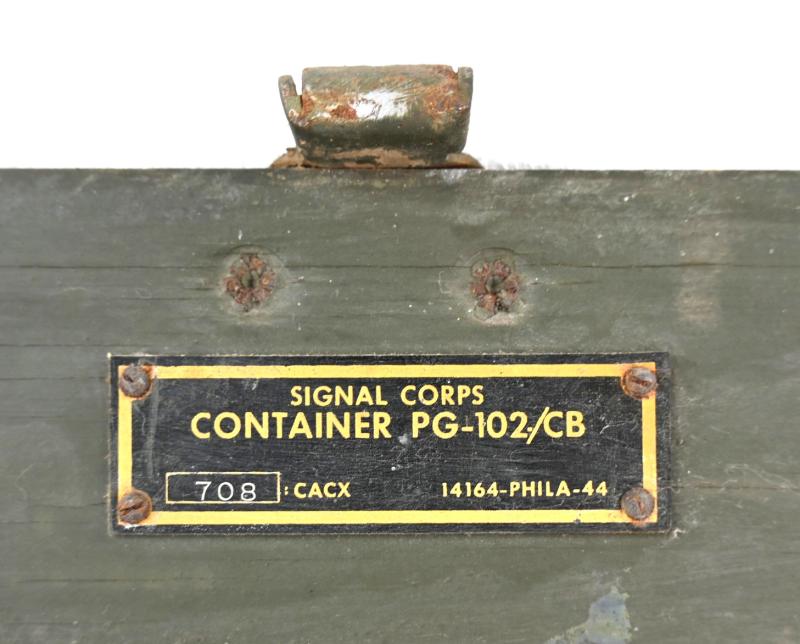 SIGNAL CORPS
CONTAINER PG-102/CB
708 :CACX 14164-PHILA-44